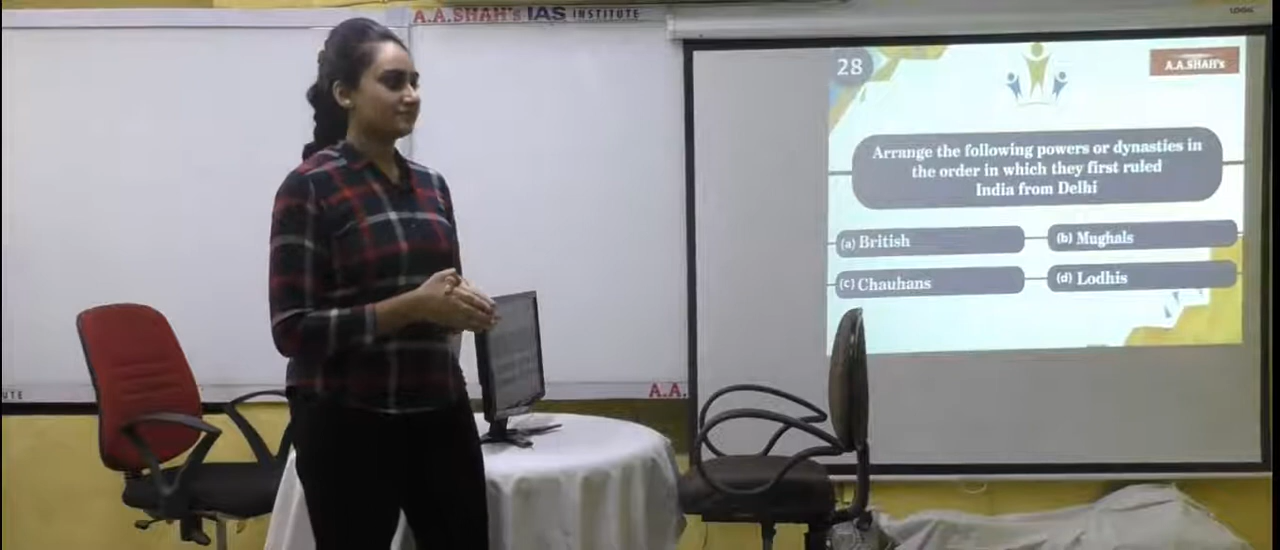 A.A.SHAH's IAS INSTITUTE
28
A.A.SHAH's
Arrange the following powers or dynasties in
the order in which they first ruled
India from Delhi
(a) British
(b) Mughals
(c) Chauhans
(d) Lodhis
UTE
A.A.